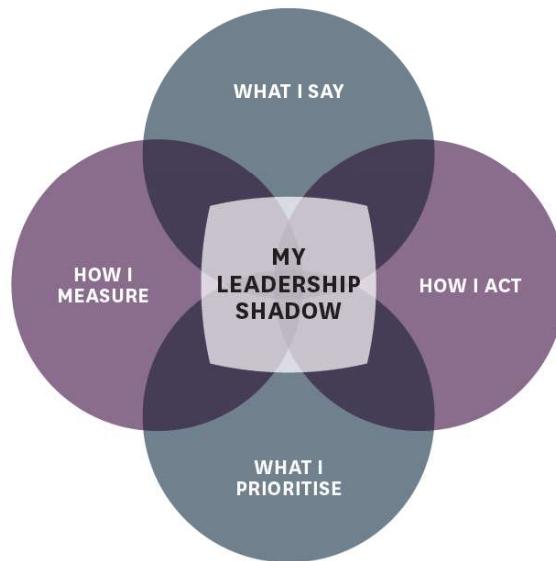 WHAT I SAY
HOW I
MEASURE
MY
LEADERSHIP
SHADOW
HOW I ACT
WHAT I
PRIORITISE